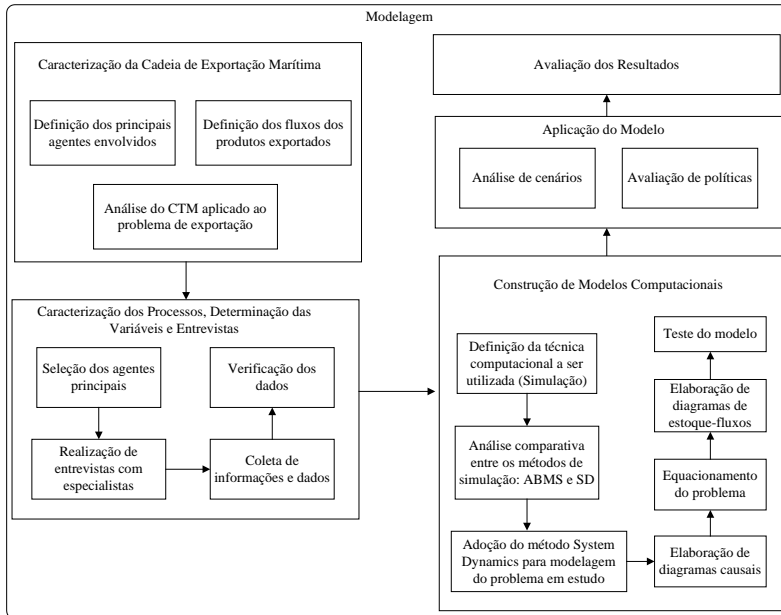 Modelagem
Caracterização da Cadeia de Exportação Marítima
Definição dos principais
agentes envolvidos
Definição dos fluxos dos
produtos exportados
Análise do CTM aplicado ao
problema de exportação
Caracterização dos Processos, Determinação das
Variáveis e Entrevistas
Seleção dos agentes
principais
Realização de
entrevistas com
especialistas
Coleta de
informações e dados
Verificação dos
dados
Construção de Modelos Computacionais
Definição da técnica
computacional a ser
utilizada (Simulação)
Análise comparativa
entre os métodos de
simulação: ABMS e SD
Adoção do método System
Dynamics para modelagem
do problema em estudo
Elaboração de
diagramas causais
Equacionamento
do problema
Elaboração de
diagramas de
estoque-fluxos
Teste do modelo
Aplicação do Modelo
Análise de
cenários
Avaliação de políticas
Avaliação dos Resultados